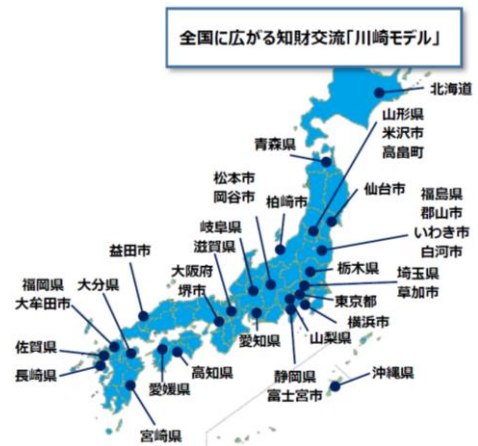 全国に広がる知財交流「川崎モデル」
北海道
山形県
米沢市
高畠町
青森県
仙台市
松本市
岡谷市
柏崎市
福島県
郡山市
いわき市
白河市
岐阜県
滋賀県
益田市
大阪府
堺市
栃木県
埼玉県
草加市
福岡県
大牟田市
大分県
東京都
横浜市
愛知県
山梨県
佐賀県
長崎県
愛媛県
高知県
静岡県
富士宮市
沖縄県
宮崎県